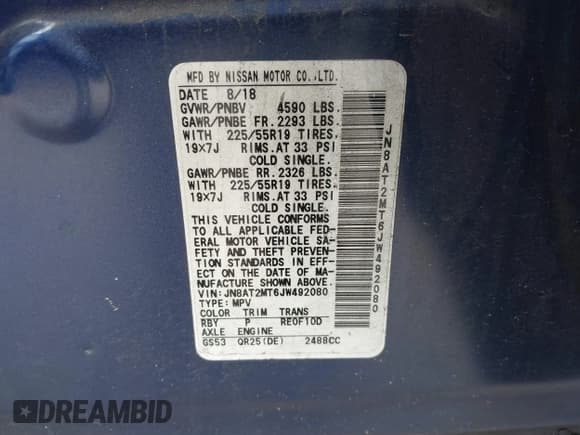 MFD BY NISSAN MOTOR CO.,LTD.
DATE 8/18
GVWR/PNBV 4590 LBS.
GAWR/PNBE FR. 2293 LBS.
WITH 225/55R19 TIRES,
19X7J RIMS.AT 33 PSI
COLD SINGLE.
GAWR/PNBE RR. 2326 LBS.
WITH 225/55R19 TIRES,
19X7J RIMS.AT 33 PSI
COLD SINGLE.
THIS VEHICLE CONFORMS
TO ALL APPLICABLE FED-
ERAL MOTOR VEHICLE SA-
FETY AND THEFT PREVEN-
TION STANDARDS IN EFF-
ECT ON THE DATE OF MA-
NUFACTURE SHOWN ABOVE.
VIN:JN8AT2MT6JW492080
TYPE:MPV
COLOR TRIM TRANS
RBY P RE0F10D
AXLE ENGINE
GS53 QR25(DE) 2488CC
JN8AT2MT6JW492080
DREAMBID